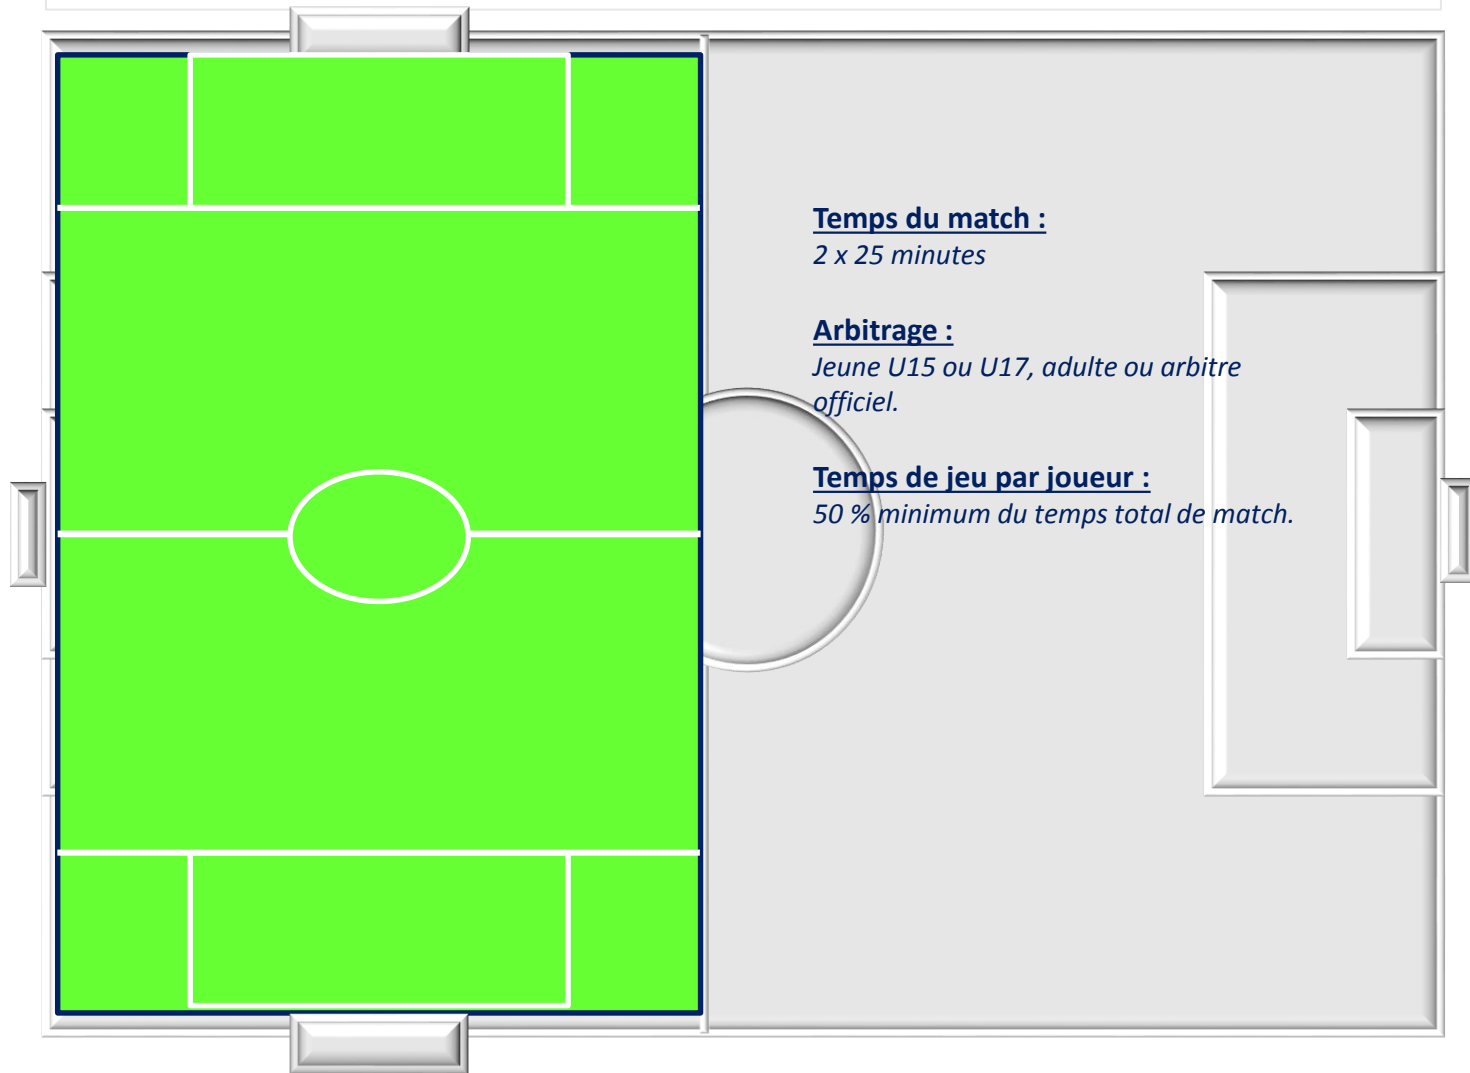 Temps du match :
2 x 25 minutes
Arbitrage :
Jeune U15 ou U17, adulte ou arbitre
officiel.
Temps de jeu par joueur :
50 % minimum du temps total de match.